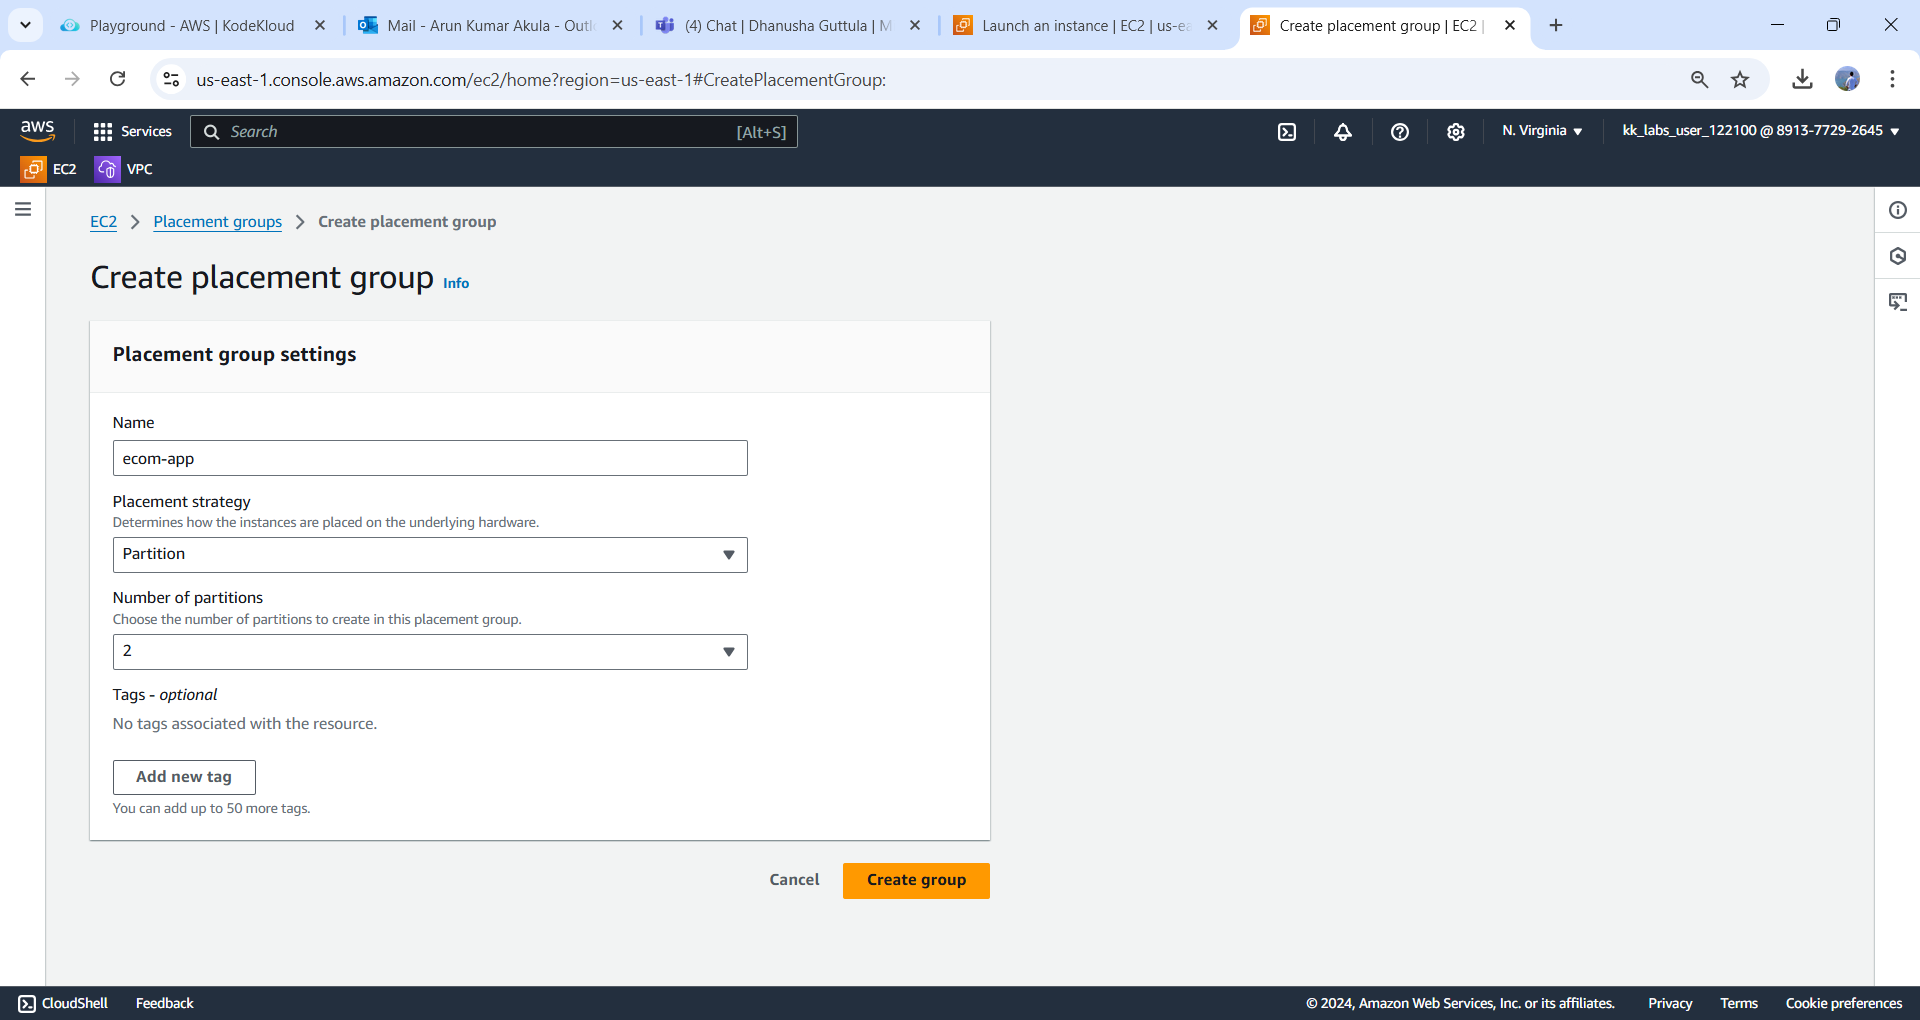 Playground - AWS | KodeKloud
Mail - Arun Kumar Akula - Outl
(4) Chat | Dhanusha Guttula | M
Launch an instance | EC2 | us-ea
Create placement group | EC2 |
us-east-1.console.aws.amazon.com/ec2/home?region=us-east-1#CreatePlacementGroup:
aws
Services
Search
[Alt+S]
N. Virginia
kk_labs_user_122100 @ 8913-7729-2645
EC2
VPC
EC2 > Placement groups > Create placement group
Create placement group Info
Placement group settings
Name
ecom-app
Placement strategy
Determines how the instances are placed on the underlying hardware.
Partition
Number of partitions
Choose the number of partitions to create in this placement group.
2
Tags - optional
No tags associated with the resource.
Add new tag
You can add up to 50 more tags.
Cancel
Create group
CloudShell
Feedback
© 2024, Amazon Web Services, Inc. or its affiliates.
Privacy
Terms
Cookie preferences